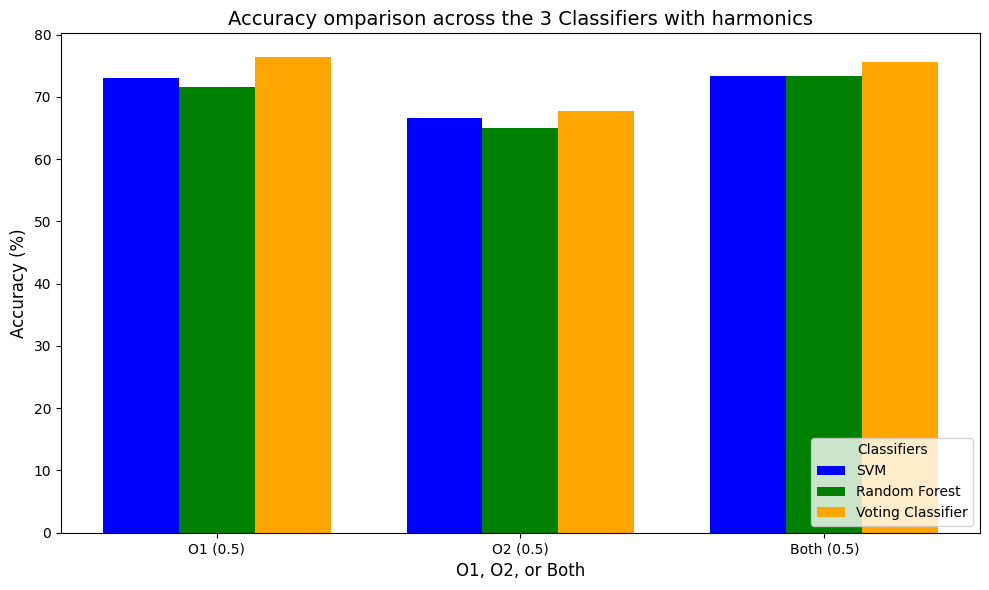 Accuracy omparison across the 3 Classifiers with harmonics
Accuracy (%)
80
70
60
50
40
30
20
10
0
O1 (0.5)
O2 (0.5)
Both (0.5)
O1, O2, or Both
Classifiers
SVM
Random Forest
Voting Classifier